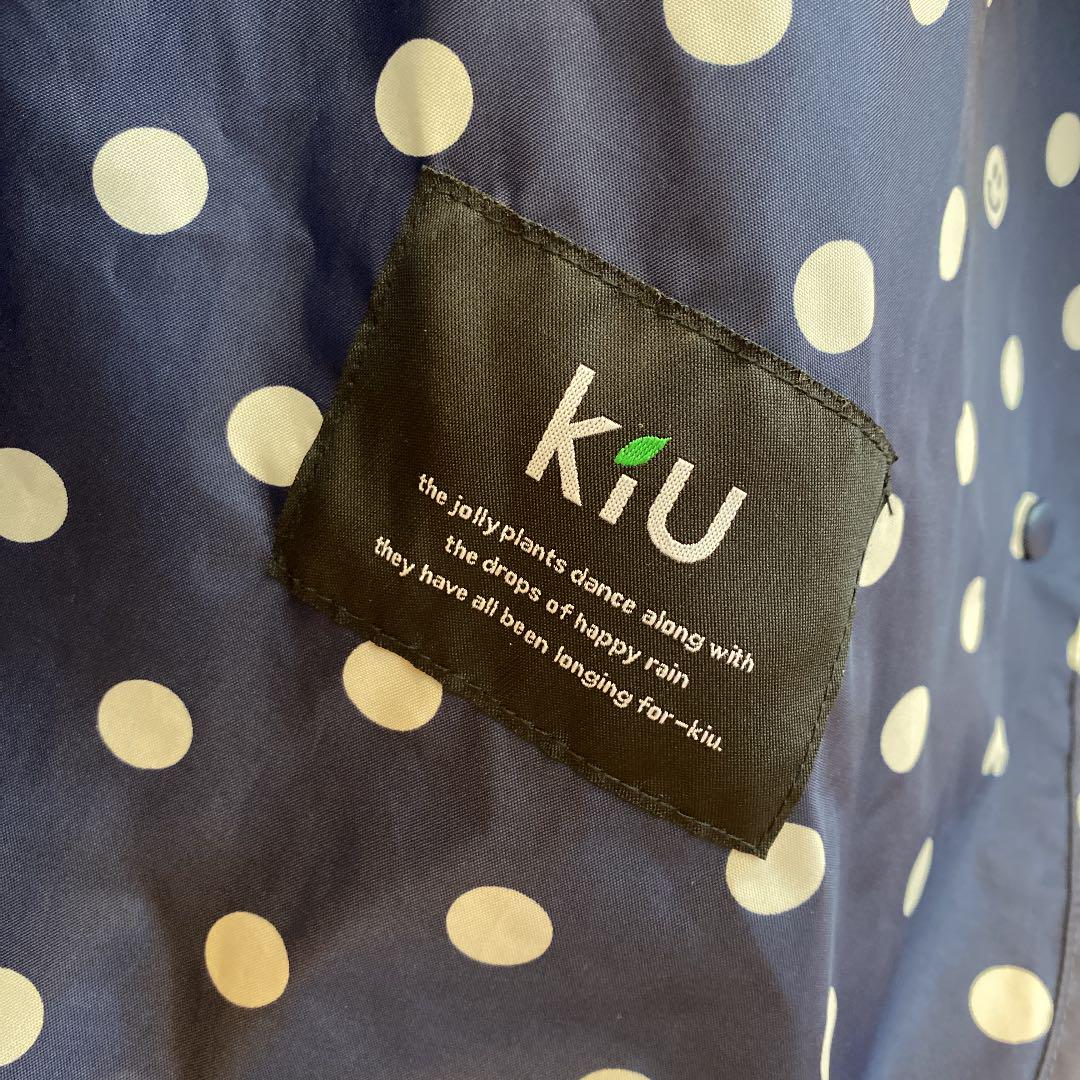 kiU
the jolly plants dance along with
the drops of happy rain
they have all been longing for-kiu.